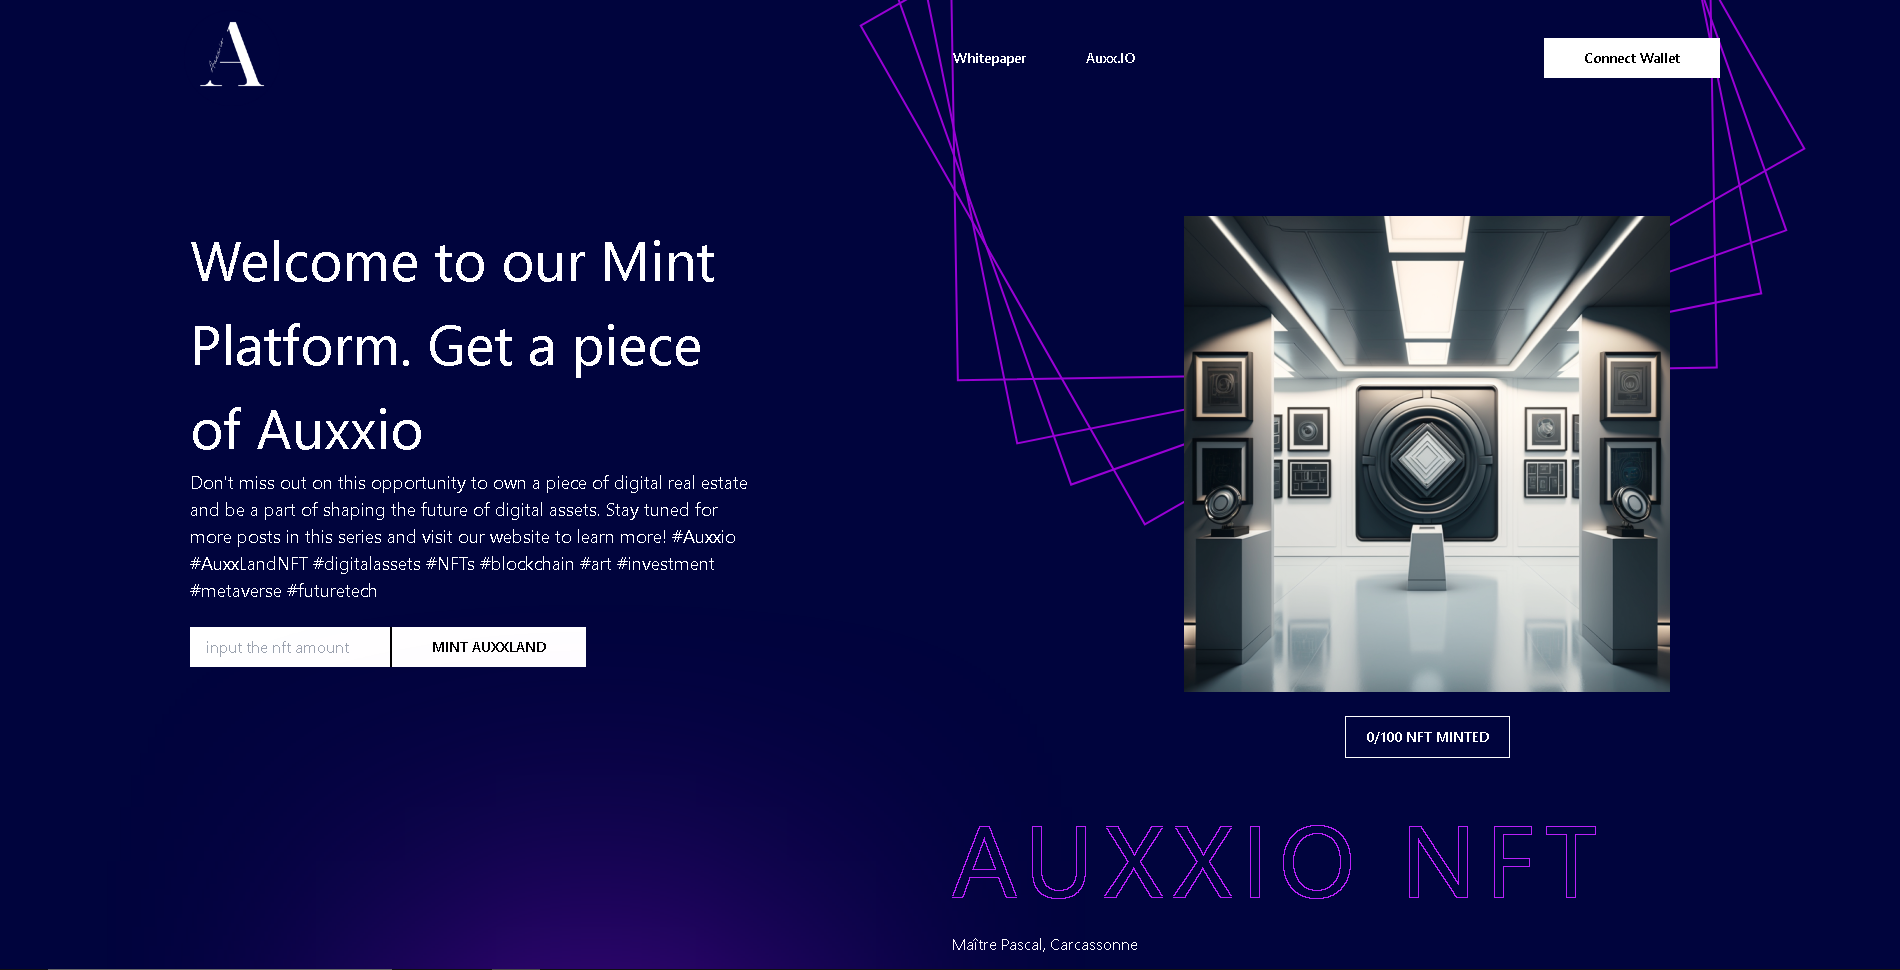 A
Whitepaper
Auxx.IO
Connect Wallet
Welcome to our Mint
Platform. Get a piece
of Auxxio
Don't miss out on this opportunity to own a piece of digital real estate
and be a part of shaping the future of digital assets. Stay tuned for
more posts in this series and visit our website to learn more! #Auxxio
#AuxxLandNFT #digitalassets #NFTs #blockchain #art #investment
#metaverse #futuretech
input the nft amount
MINT AUXXLAND
0/100 NFT MINTED
AUXXIO NFT
Maître Pascal, Carcassonne